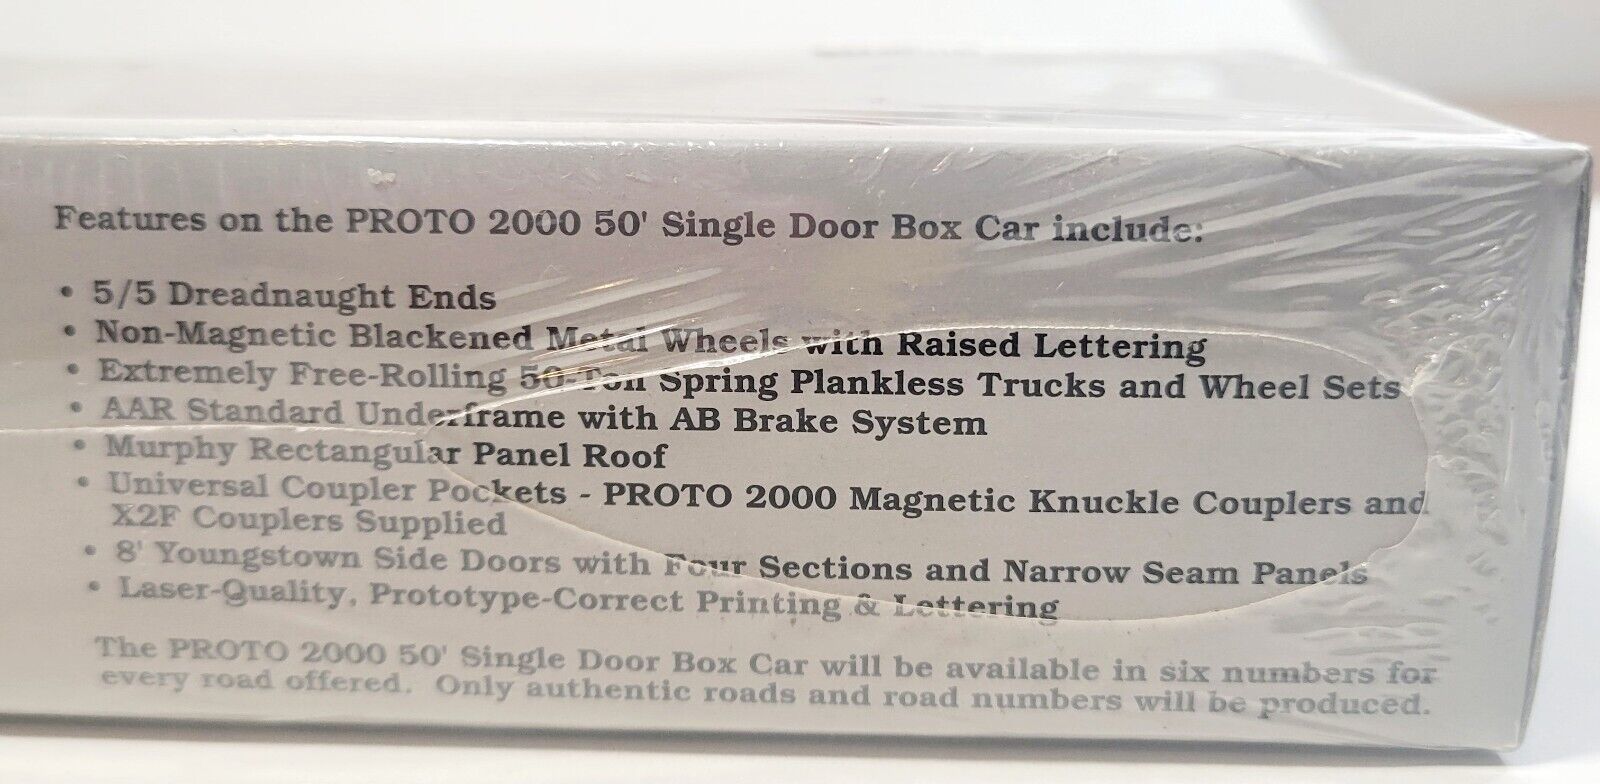 Features on the PROTO 2000 50' Single Door Box Car include:
• 5/5 Dreadnaught Ends
• Non-Magnetic Blackened Metal Wheels with Raised Lettering
• Extremely Free-Rolling 50-Ton Spring Plankless Trucks and Wheel Sets
• AAR Standard Underframe with AB Brake System
• Murphy Rectangular Panel Roof
• Universal Coupler Pockets - PROTO 2000 Magnetic Knuckle Couplers and
X2F Couplers Supplied
• 8' Youngstown Side Doors with Four Sections and Narrow Seam Panels
• Laser-Quality, Prototype-Correct Printing & Lettering
The PROTO 2000 50' Single Door Box Car will be available in six numbers for
every road offered. Only authentic roads and road numbers will be produced.